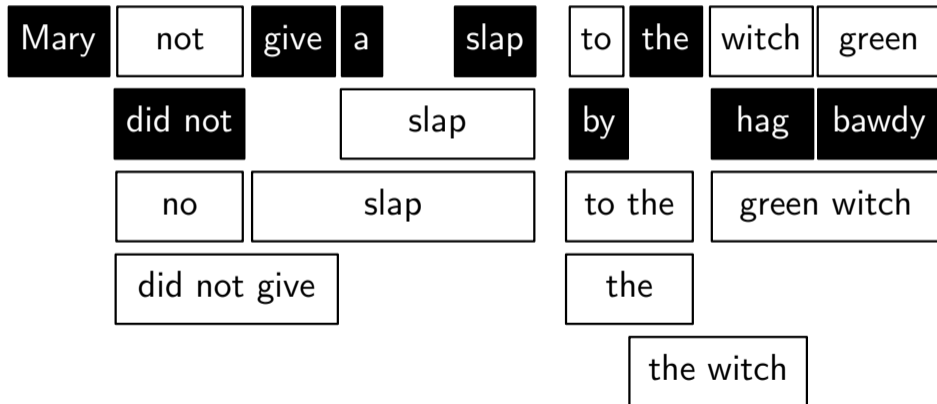 Mary not give a slap to the witch green
did not slap by hag bawdy
no slap to the green witch
did not give the
the witch